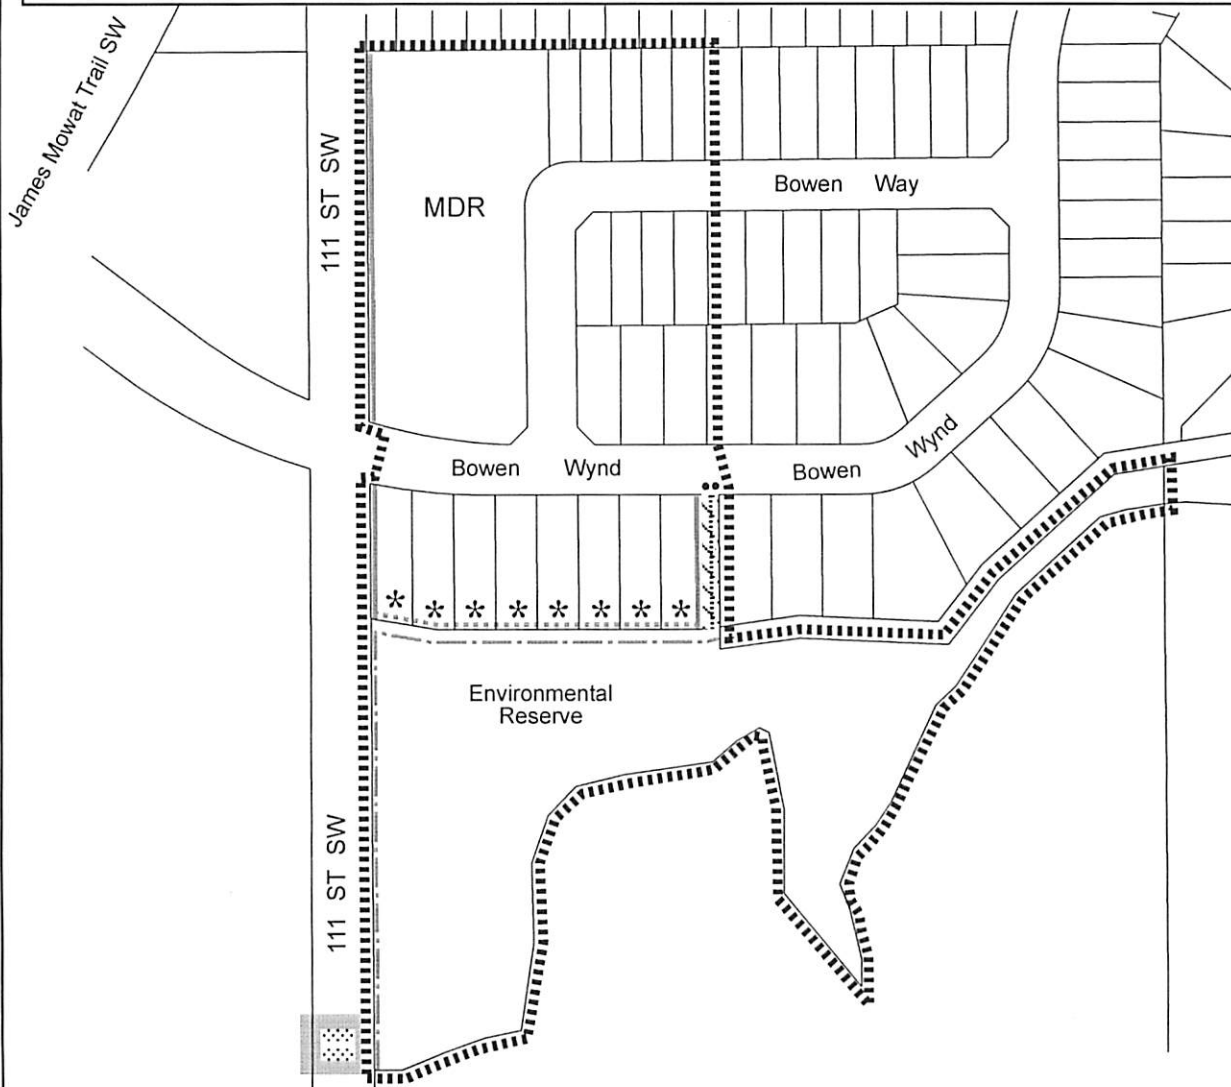 James Mowat Trail SW
111 ST SW
MDR
Bowen Way
Bowen Wynd
Bowen Wynd
Environmental
Reserve
111 ST SW